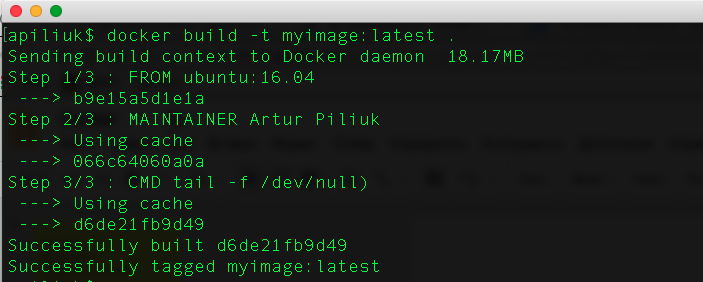 [apiliuk$ docker build -t myimage:latest .
Sending build context to Docker daemon  18.17MB
Step 1/3 : FROM ubuntu:16.04
 ---> b9e15a5d1e1a
Step 2/3 : MAINTAINER Artur Piliuk
 ---> Using cache
 ---> 066c64060a0a
Step 3/3 : CMD tail -f /dev/null)
 ---> Using cache
 ---> d6de21fb9d49
Successfully built d6de21fb9d49
Successfully tagged myimage:latest